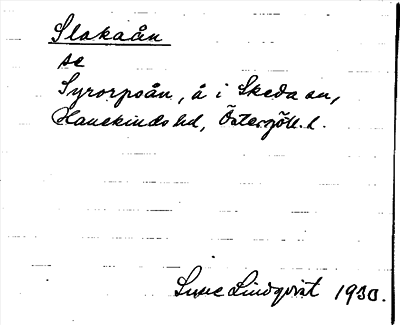 Slakaån
se
Syrorpsån, å i Skeda sn,
Hanekinds hd, Östergötl. l.
Sune Lindqvist 1930.